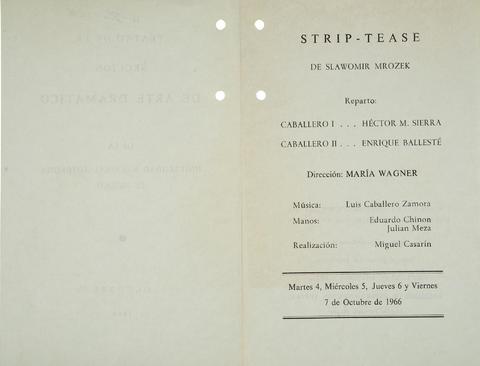 STRIP-TEASE
DE SLAWOMIR MROZEK
Reparto:
CABALLERO I . . . HÉCTOR M. SIERRA
CABALLERO II . . . ENRIQUE BALLESTÉ
Dirección: MARÍA WAGNER
Música: Luis Caballero Zamora
Manos: Eduardo Chinon
Julian Meza
Realización: Miguel Casarín
Martes 4, Miércoles 5, Jueves 6 y Viernes
7 de Octubre de 1966